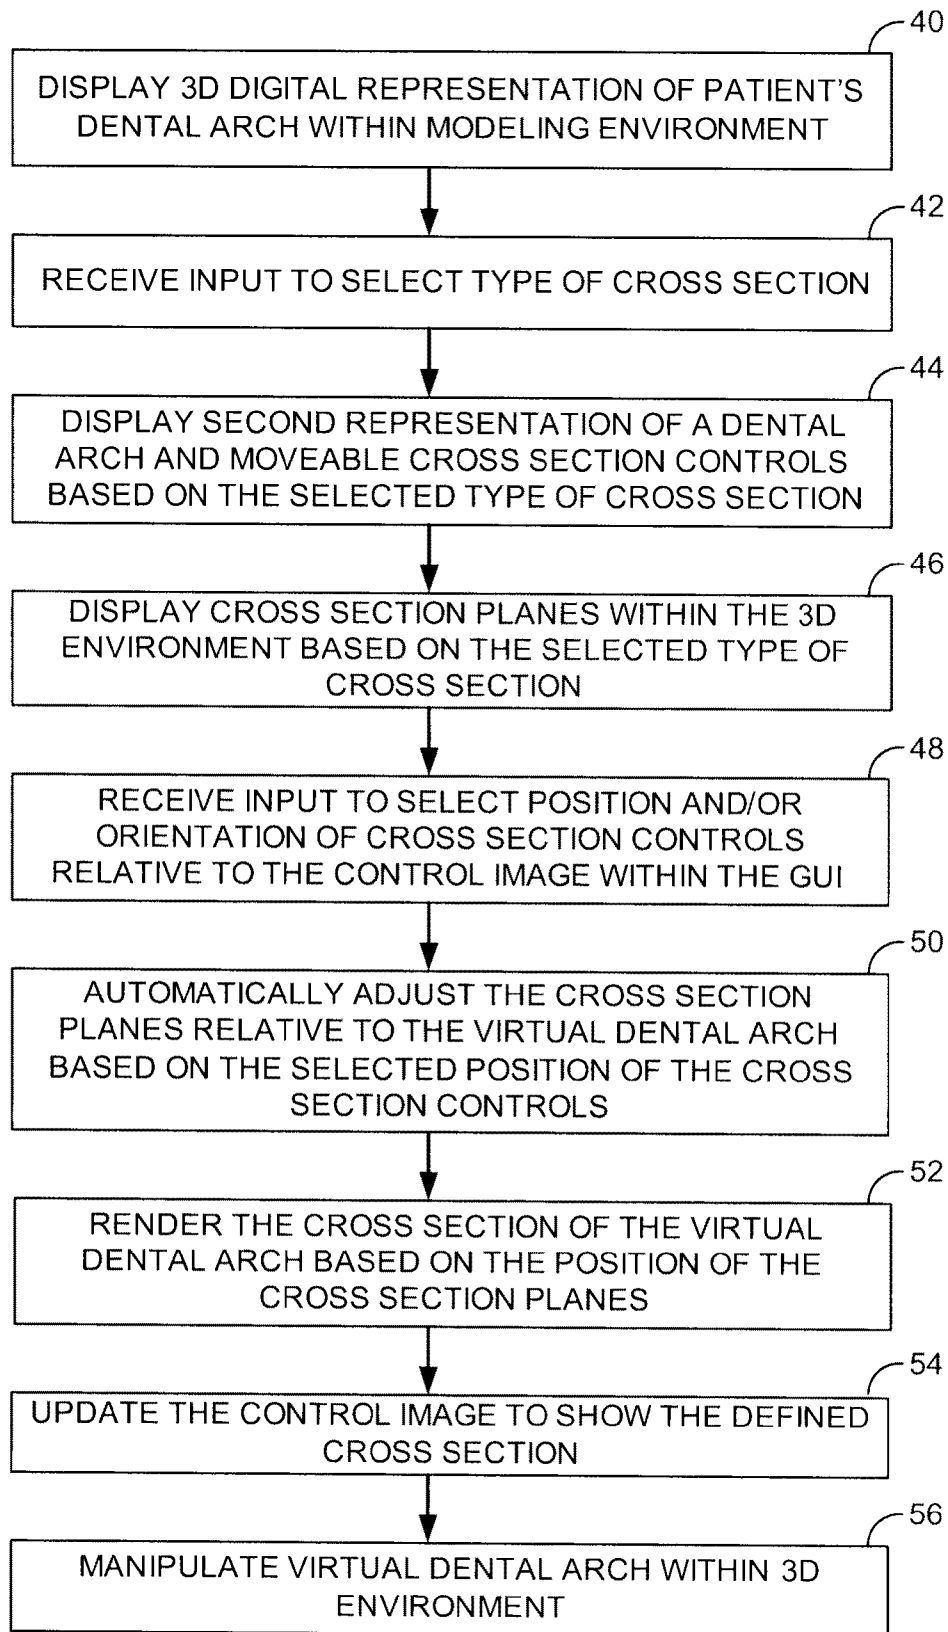 40
DISPLAY 3D DIGITAL REPRESENTATION OF PATIENT'S
DENTAL ARCH WITHIN MODELING ENVIRONMENT
42
RECEIVE INPUT TO SELECT TYPE OF CROSS SECTION
44
DISPLAY SECOND REPRESENTATION OF A DENTAL
ARCH AND MOVEABLE CROSS SECTION CONTROLS
BASED ON THE SELECTED TYPE OF CROSS SECTION
46
DISPLAY CROSS SECTION PLANES WITHIN THE 3D
ENVIRONMENT BASED ON THE SELECTED TYPE OF
CROSS SECTION
48
RECEIVE INPUT TO SELECT POSITION AND/OR
ORIENTATION OF CROSS SECTION CONTROLS
RELATIVE TO THE CONTROL IMAGE WITHIN THE GUI
50
AUTOMATICALLY ADJUST THE CROSS SECTION
PLANES RELATIVE TO THE VIRTUAL DENTAL ARCH
BASED ON THE SELECTED POSITION OF THE CROSS
SECTION CONTROLS
52
RENDER THE CROSS SECTION OF THE VIRTUAL
DENTAL ARCH BASED ON THE POSITION OF THE
CROSS SECTION PLANES
54
UPDATE THE CONTROL IMAGE TO SHOW THE DEFINED
CROSS SECTION
56
MANIPULATE VIRTUAL DENTAL ARCH WITHIN 3D
ENVIRONMENT